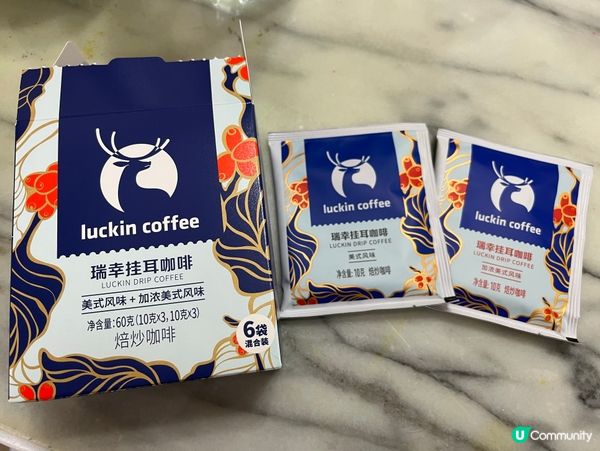 luckin coffee
瑞幸挂耳咖啡
LUCKIN DRIP COFFEE
美式风味 + 加浓美式风味
净含量:60克(10克×3,10克×3)
焙炒咖啡
6袋
混合装
luckin coffee
瑞幸挂耳咖啡
LUCKIN DRIP COFFEE
美式风味
净含量:10克 焙炒咖啡
luckin coffee
瑞幸挂耳咖啡
LUCKIN DRIP COFFEE
加浓美式风味
净含量:10克 焙炒咖啡
U Community